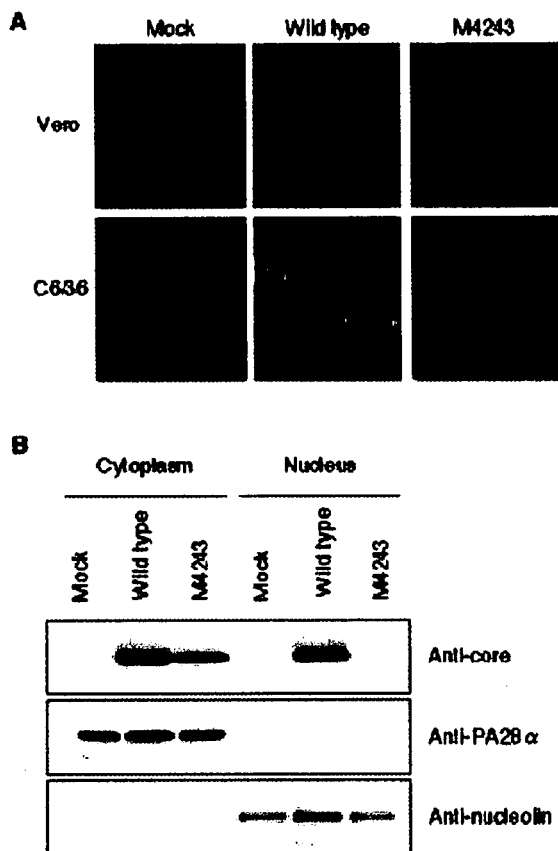 A
Mock Wild type M4243
Vero
C6/36
B
Cytoplasm Nucleus
Mock Wild type M4243 Mock Wild type M4243
Anti-core
Anti-PA28α
Anti-nucleolin